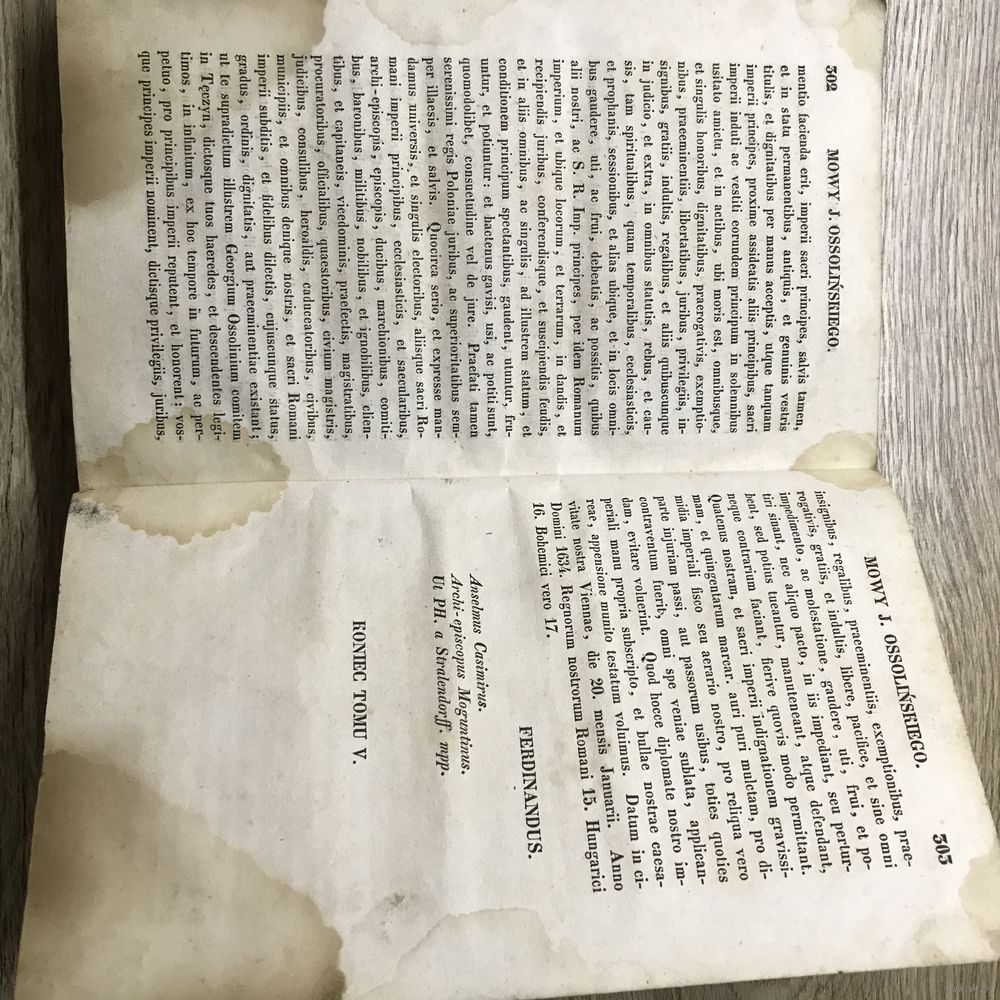 302 MOWY J. OSSOLIŃSKIEGO.
mentio facienda erit, imperii sacri principes, salvis tamen,
et in statu permanentibus, antiquis, et genuinis vestris
titulis, et dignitatibus per manus acceptis, utque tanquam
imperii principes, proxime assideatis aliis principibus, sacri
imperii induti ac vestiti eorundem principum in solennibus
usitato amictu, et in actibus, ubi moris est, omnibusque,
et singulis honoribus, dignitatibus, praerogativis, exemptio-
nibus, praeeminentiis, libertatibus, juribus, privilegiis, in-
signibus, gratiis, indultis, regalibus, et aliis quibuscunque
in judicio, et extra, in omnibus statutis, rebus, et cau-
sis, tam spiritualibus, quam temporalibus, ecclesiasticis,
et prophanis, sessionibus, et alias ubique, et in locis omni-
bus gaudere, uti, ac frui, debeatis, ac possitis, quibus
alii nostri, ac S. R. Imp. principes, per idem Romanum
imperium, et ubique locorum, et terrarum, in dandis, et
recipiendis juribus, conferendisque, et suscipiendis feudis,
et in aliis omnibus, ac singulis, ad illustrem statum, et
conditionem principum spectantibus, gaudent, utuntur, fru-
untur, et potiuntur: et hactenus gavisi, usi, ac potiti sunt,
quomodolibet, consuetudine vel de jure. Praefati tamen
serenissimi regis Poloniae juribus, ac superioritatibus sem-
per illaesis, et salvis. Quocirca serio, et expresse man-
damus universis, et singulis electoribus, aliisque sacri Ro-
mani imperii principibus, ecclesiasticis, et saecularibus,
archi-episcopis, episcopis, ducibus, marchionibus, comiti-
bus, baronibus, militibus, nobilibus, et ignobilibus, clien-
tibus, et capitaneis, vicedominis, praefectis, magistratibus,
procuratoribus, officialibus, quaestoribus, civium magistris,
judicibus, consulibus, heroaldis, caduceatoribus, civibus,
municipiis, et omnibus denique nostris, et sacri Romani
imperii subditis, et fidelibus dilectis, cujuscunque status,
gradus, ordinis, dignitatis, aut praeeminentiae existant;
ut te supradictum illustrem Georgium Ossolinium comitem
in Tęczyn, dictosque tuos haeredes, et descendentes legi-
timos, in infinitum, ex hoc tempore in futurum, ac per-
petuo, pro principibus imperii reputent, et honorent: vos-
que principes imperii nominent, dictisque privilegiis, juribus,
MOWY J. OSSOLIŃSKIEGO. 303
insignibus, regalibus, praeeminentiis, exemptionibus, prae-
rogativis, gratiis, et indultis, libere, pacifice, et sine omni
impedimento, ac molestatione, gaudere, uti, frui, et po-
tiri sinant, nec aliquo pacto, in iis impediant, seu pertur-
bent, sed potius tueantur, manuteneant, atque defendant,
neque contrarium faciant, fierive quovis modo permittant.
Quatenus nostram, et sacri imperii indignationem gravissi-
mam, et quingentarum marcar. auri puri mulctam, pro di-
midia imperiali fisco seu aerario nostro, pro reliqua vero
parte injuriam passi, aut passorum usibus, toties quoties
contraventum fuerit, omni spe veniae sublata, applican-
dam, evitare voluerint. Quod hocce diplomate nostro im-
periali manu propria subscripto, et bullae nostrae caesa-
reae, appensione munito testatum voluimus. Datum in ci-
vitate nostra Viennae, die 20. mensis Januarii. Anno
Domini 1634. Regnorum nostrorum Romani 15. Hungarici
16. Bohemici vero 17.
FERDINANDUS.
Anselmus Casimirus.
Archi-episcopus Moguntinus.
Ut PH. a Stralendorff. mpp.
KONIEC TOMU V.